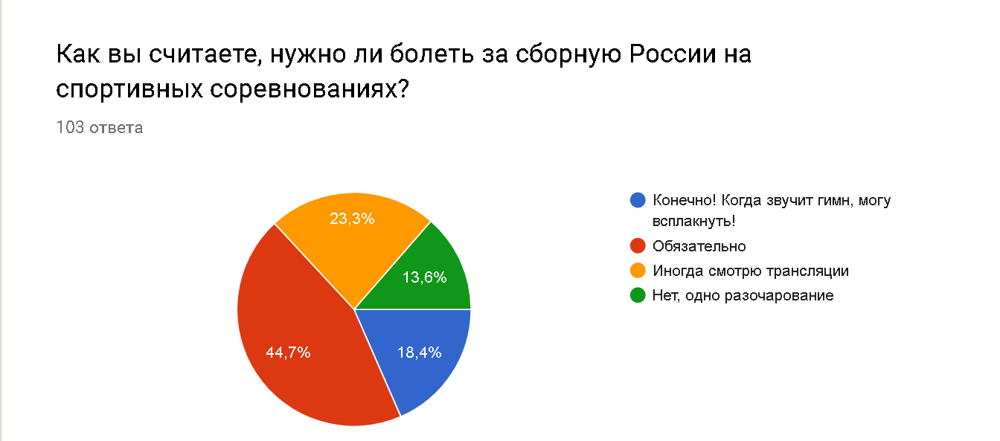 Как вы считаете, нужно ли болеть за сборную России на
спортивных соревнованиях?
103 ответа
23,3%
13,6%
44,7%
18,4%
Конечно! Когда звучит гимн, могу
всплакнуть!
Обязательно
Иногда смотрю трансляции
Нет, одно разочарование